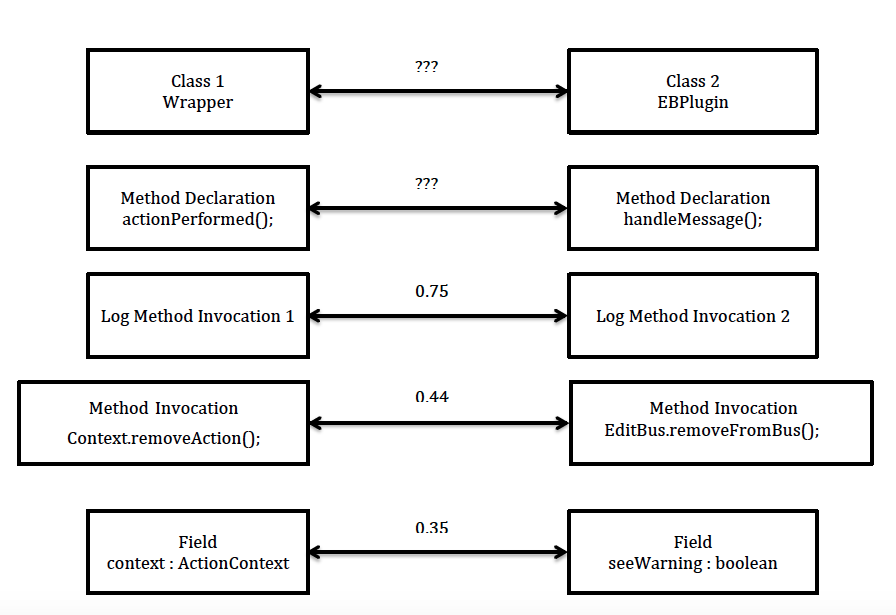 ???
Class 1
Wrapper
Class 2
EBPlugin
???
Method Declaration
actionPerformed();
Method Declaration
handleMessage();
0.75
Log Method Invocation 1
Log Method Invocation 2
0.44
Method Invocation
Context.removeAction();
Method Invocation
EditBus.removeFromBus();
0.35
Field
context : ActionContext
Field
seeWarning : boolean